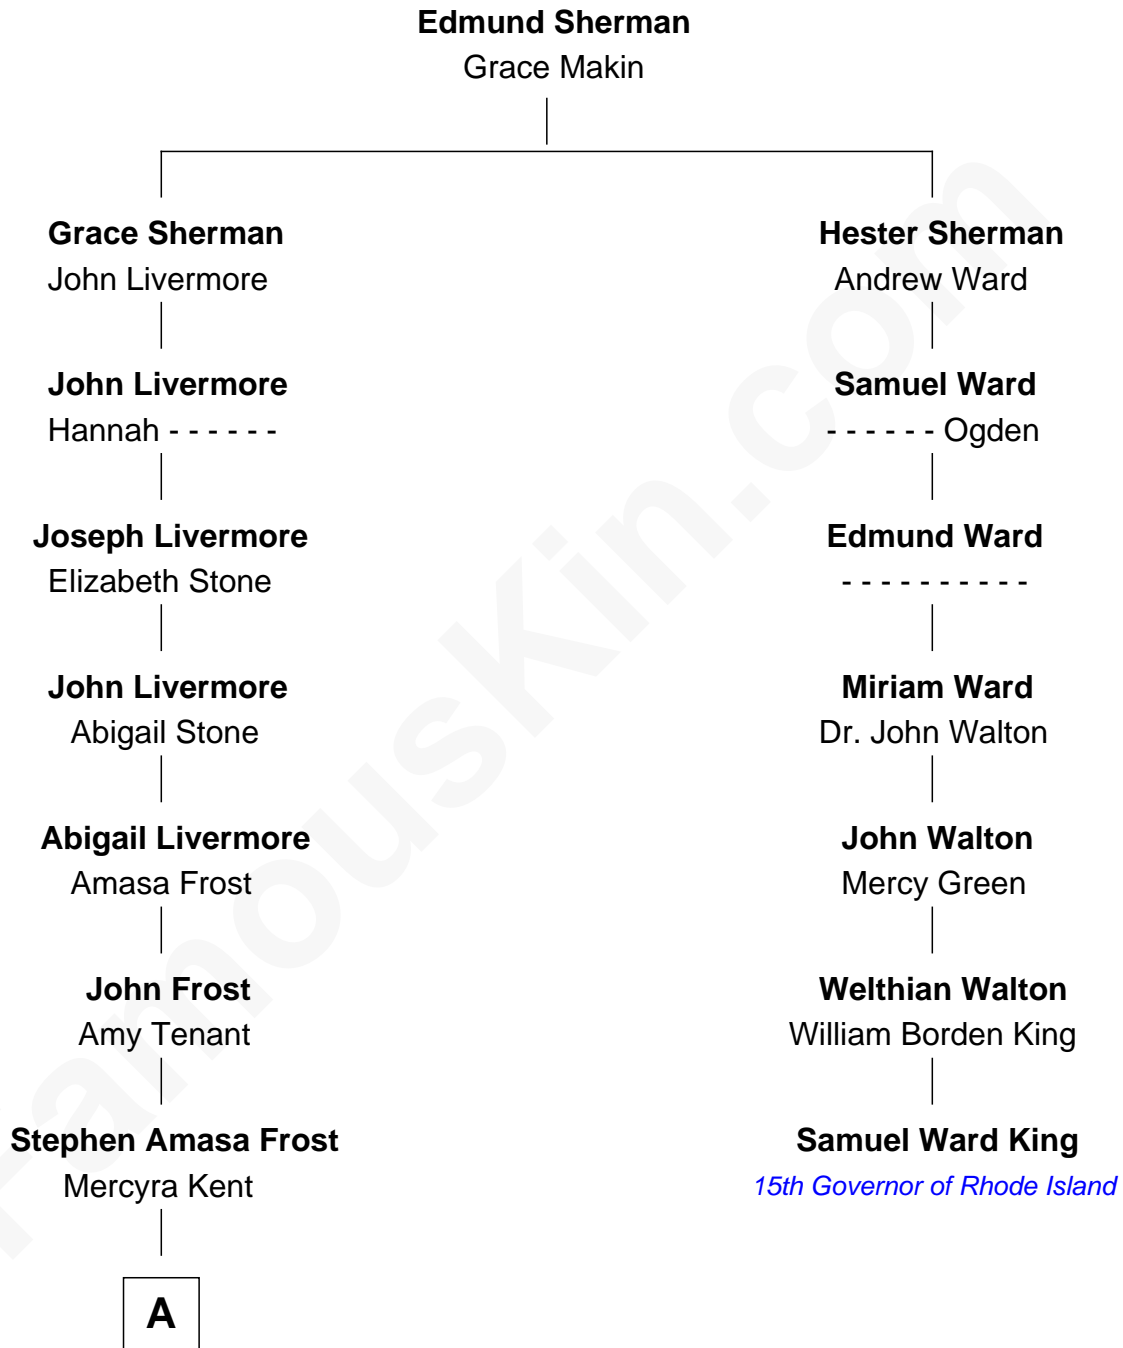 Edmund Sherman
Grace Makin
Grace Sherman
John Livermore
Hester Sherman
Andrew Ward
John Livermore
Hannah - - - - - -
Samuel Ward
- - - - - - Ogden
Joseph Livermore
Elizabeth Stone
Edmund Ward
- - - - - - - - - -
John Livermore
Abigail Stone
Miriam Ward
Dr. John Walton
Abigail Livermore
Amasa Frost
John Walton
Mercy Green
John Frost
Amy Tenant
Welthian Walton
William Borden King
Stephen Amasa Frost
Mercyra Kent
Samuel Ward King
15th Governor of Rhode Island
A
FamousKin.com